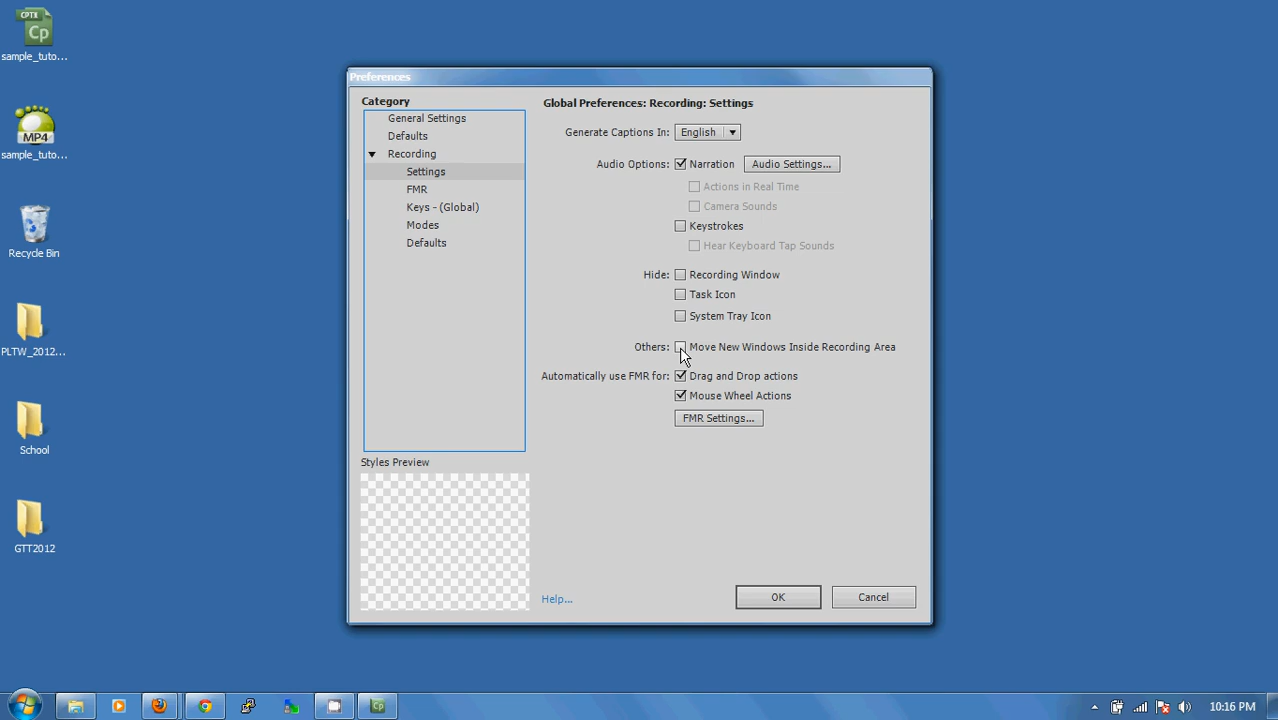 CPTX
Cp
sample_tuto...
MP4
sample_tuto...
Recycle Bin
PLTW_2012...
School
GTT2012
Preferences
Category
General Settings
Defaults
Recording
Settings
FMR
Keys - (Global)
Modes
Defaults
Styles Preview
Global Preferences: Recording: Settings
Generate Captions In: English
Audio Options: Narration Audio Settings...
Actions in Real Time
Camera Sounds
Keystrokes
Hear Keyboard Tap Sounds
Hide: Recording Window
Task Icon
System Tray Icon
Others: Move New Windows Inside Recording Area
Automatically use FMR for: Drag and Drop actions
Mouse Wheel Actions
FMR Settings...
Help... OK Cancel
Cp
10:16 PM